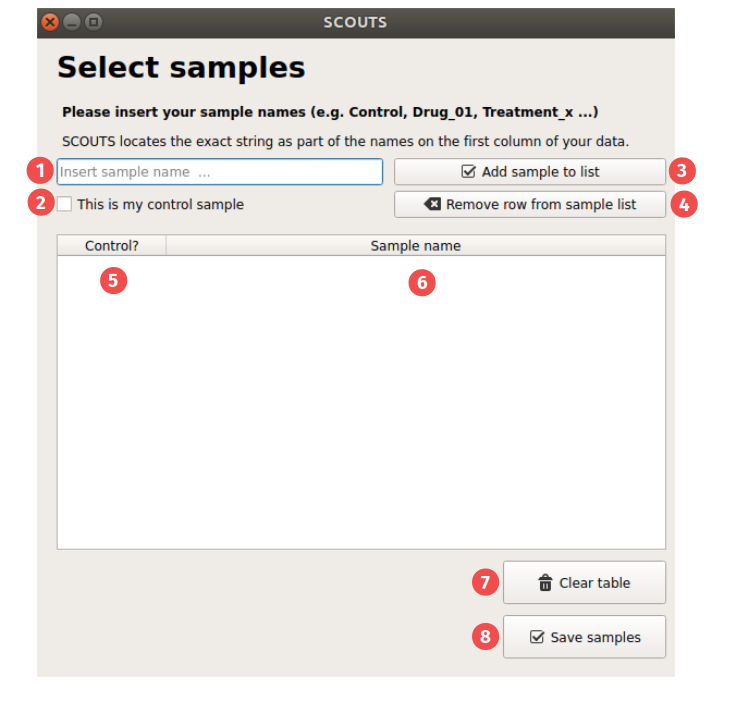 SCOUTS
Select samples
Please insert your sample names (e.g. Control, Drug_01, Treatment_x ...)
SCOUTS locates the exact string as part of the names on the first column of your data.
1 Insert sample name ... Add sample to list 3
2 This is my control sample Remove row from sample list 4
Control? Sample name
5 6
7 Clear table
8 Save samples